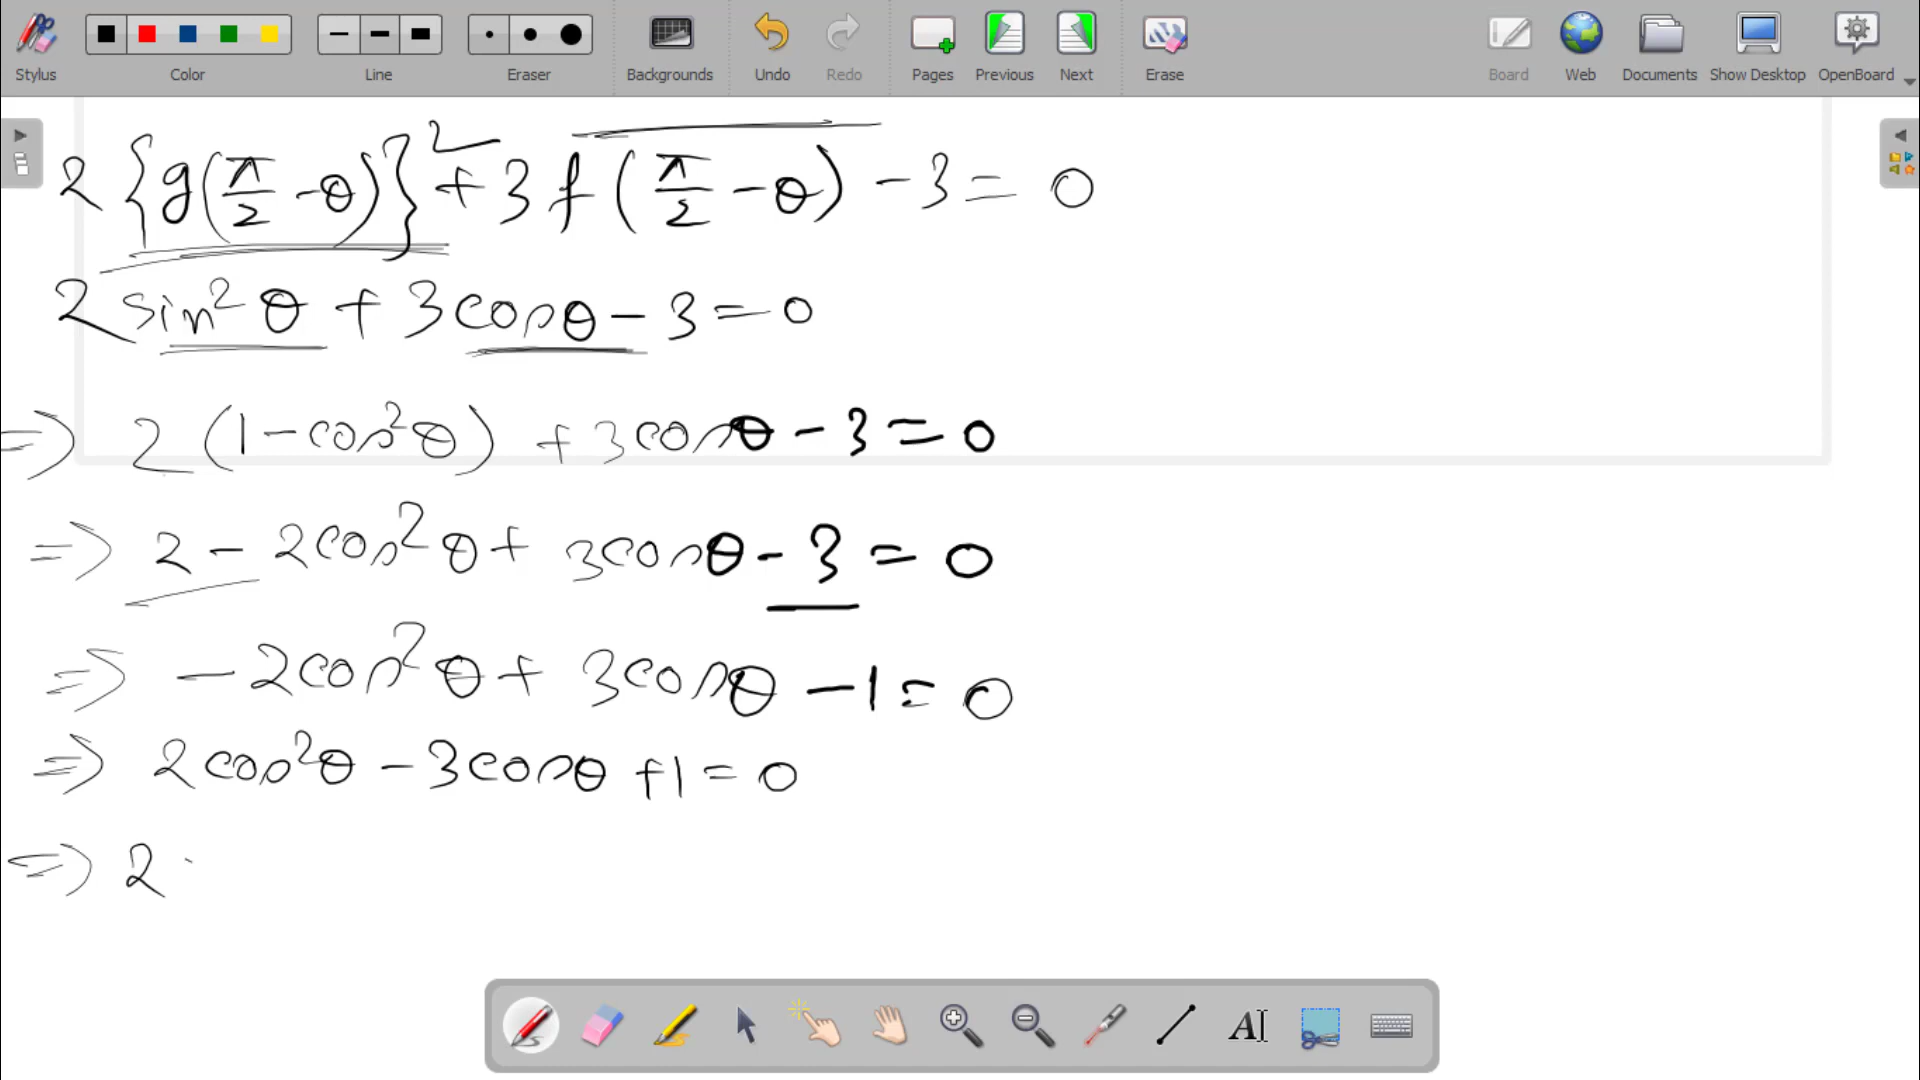 Stylus Color Line Eraser Backgrounds Undo Redo Pages Previous Next Erase Board Web Documents Show Desktop OpenBoard
2{g(π/2 - θ)}² + 3f(π/2 - θ) - 3 = 0
2 sin²θ + 3cosθ - 3 = 0
=> 2(1 - cos²θ) + 3cosθ - 3 = 0
=> 2 - 2cos²θ + 3cosθ - 3 = 0
=> -2cos²θ + 3cosθ - 1 = 0
=> 2cos²θ - 3cosθ + 1 = 0
=> 2